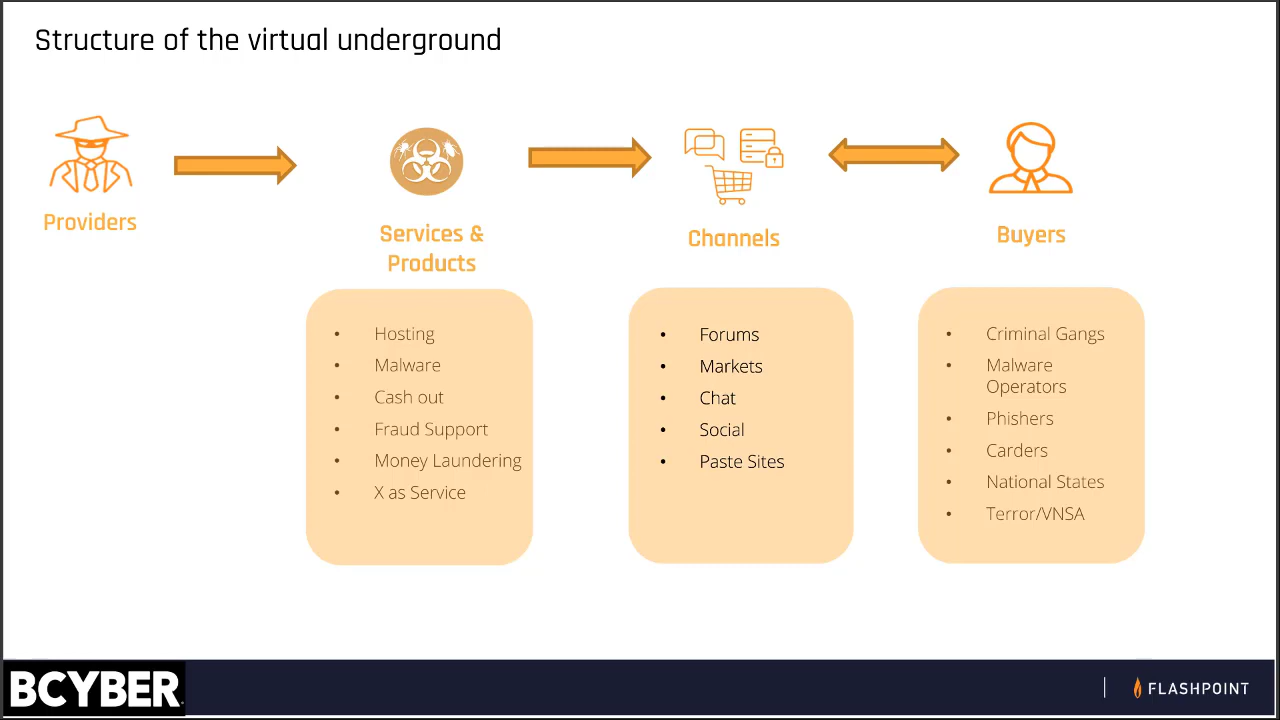 Structure of the virtual underground
Providers
Services &
Products
Channels
Buyers
• Hosting
• Malware
• Cash out
• Fraud Support
• Money Laundering
• X as Service
• Forums
• Markets
• Chat
• Social
• Paste Sites
• Criminal Gangs
• Malware
Operators
• Phishers
• Carders
• National States
• Terror/VNSA
BCYBER
FLASHPOINT